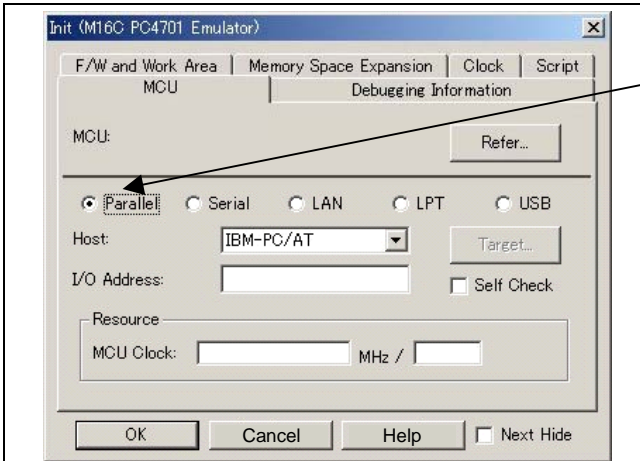 Init (M16C PC4701 Emulator)
F/W and Work Area Memory Space Expansion Clock Script
MCU Debugging Information
MCU: Refer...
Parallel Serial LAN LPT USB
Host: IBM-PC/AT Target...
I/O Address: Self Check
Resource
MCU Clock: MHz /
OK Cancel Help Next Hide